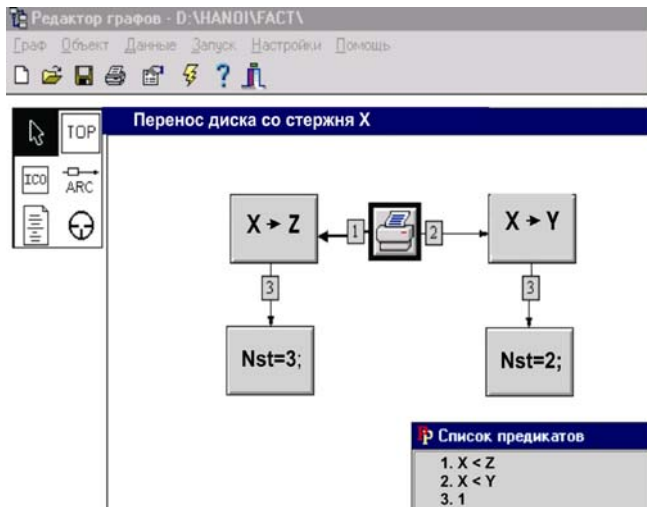 Редактор графов - D:\HANOI\FACT\
Граф Объект Данные Запуск Настройки Помощь
Перенос диска со стержня X
TOP
ICO ARC
X → Z 1 2 X → Y
3 3
Nst=3; Nst=2;
Список предикатов
1. X < Z
2. X < Y
3. 1